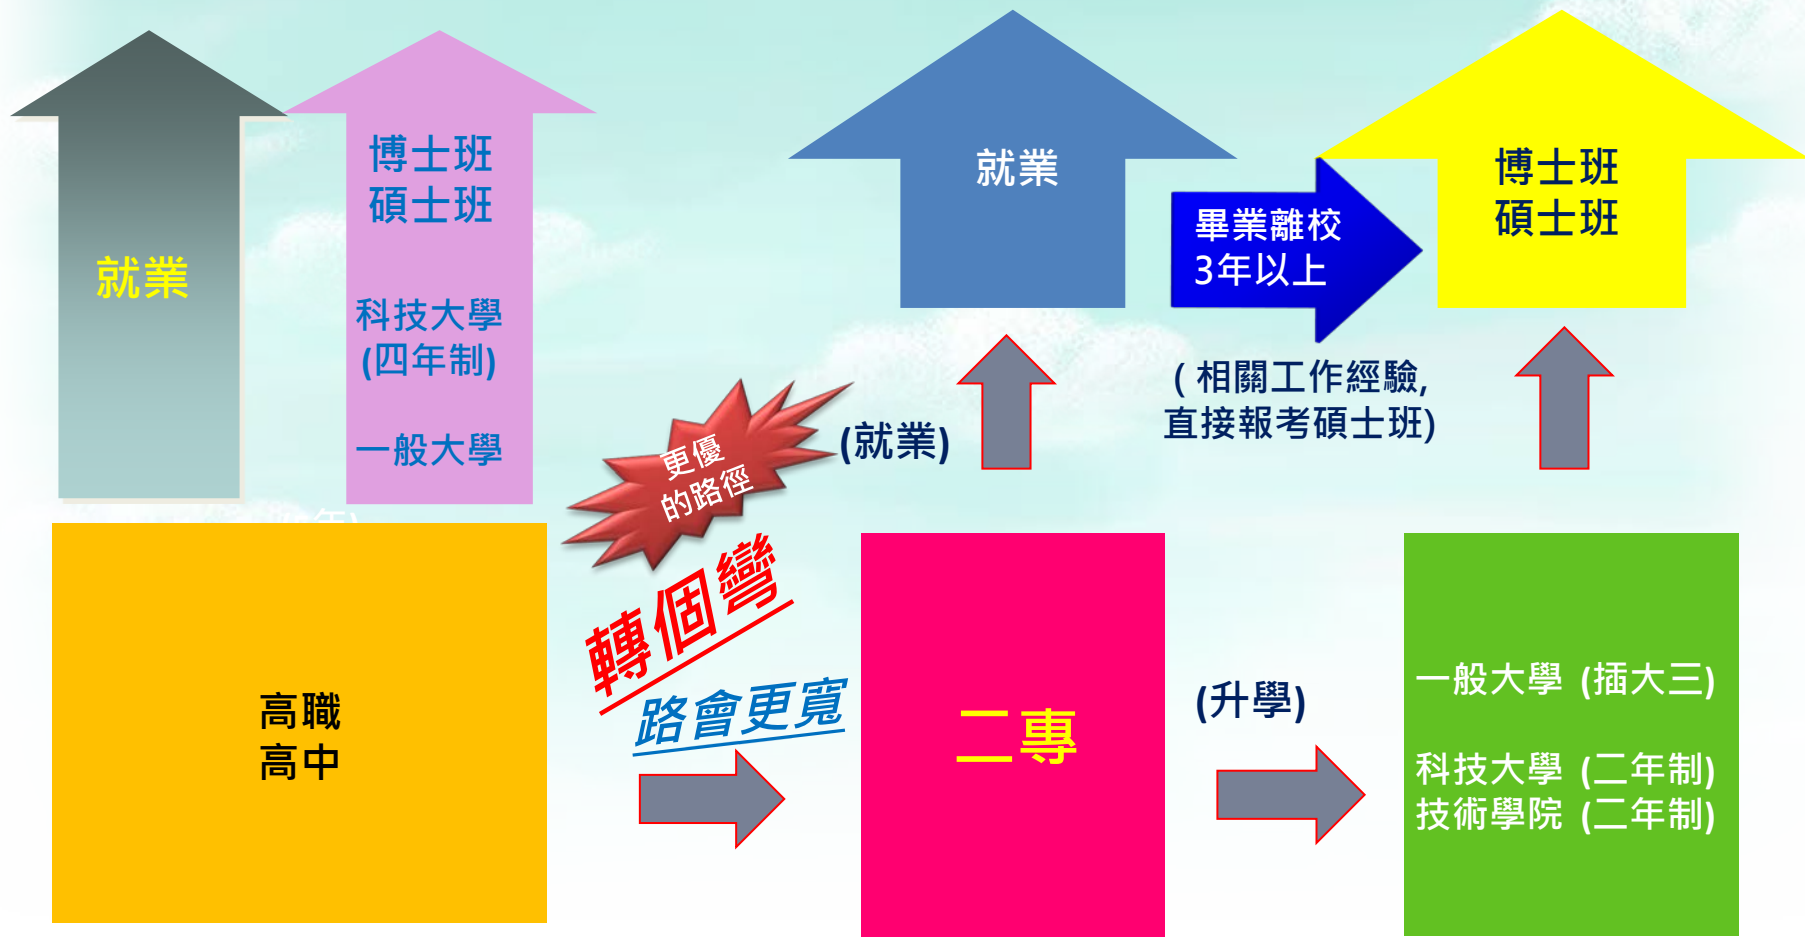 就業
博士班
碩士班
科技大學
(四年制)
一般大學
高職
高中
更優
的路徑
轉個彎
路會更寬
就業
(就業)
二專
畢業離校
3年以上
( 相關工作經驗,
直接報考碩士班)
(升學)
博士班
碩士班
一般大學 (插大三)
科技大學 (二年制)
技術學院 (二年制)